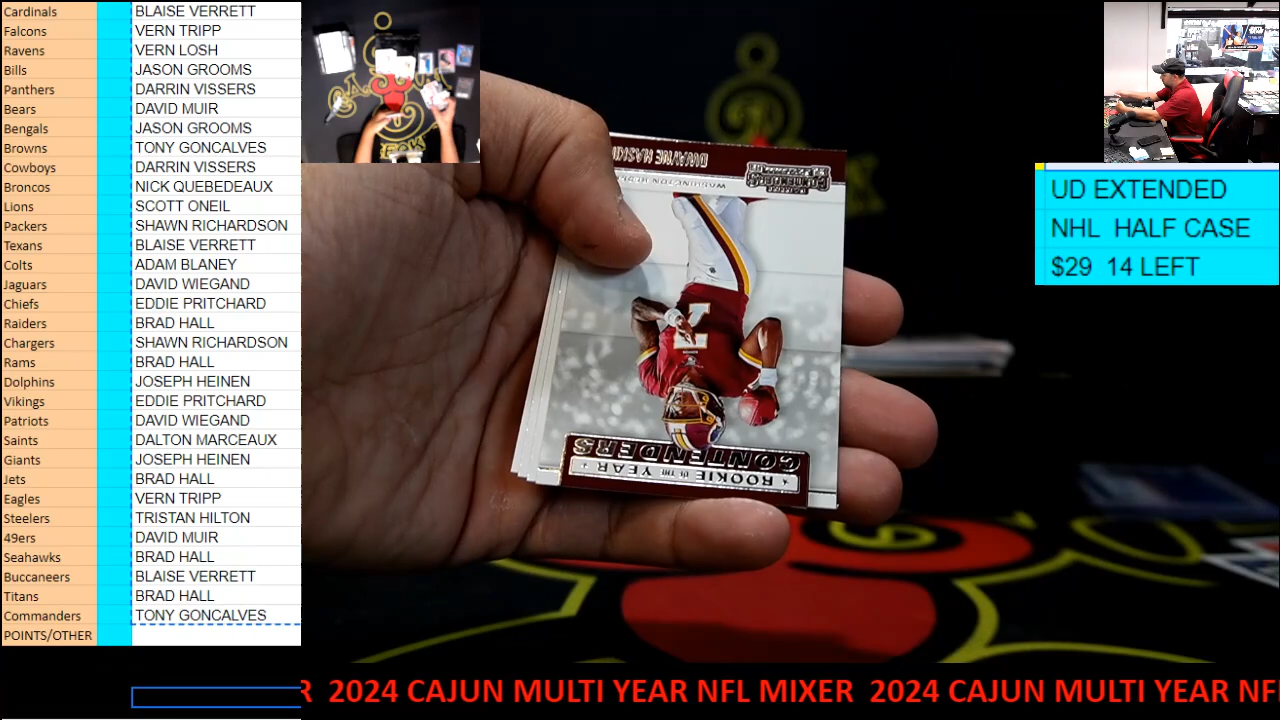 Cardinals BLAISE VERRETT
Falcons VERN TRIPP
Ravens VERN LOSH
Bills JASON GROOMS
Panthers DARRIN VISSERS
Bears DAVID MUIR
Bengals JASON GROOMS
Browns TONY GONCALVES
Cowboys DARRIN VISSERS
Broncos NICK QUEBEDEAUX
Lions SCOTT ONEIL
Packers SHAWN RICHARDSON
Texans BLAISE VERRETT
Colts ADAM BLANEY
Jaguars DAVID WIEGAND
Chiefs EDDIE PRITCHARD
Raiders BRAD HALL
Chargers SHAWN RICHARDSON
Rams BRAD HALL
Dolphins JOSEPH HEINEN
Vikings EDDIE PRITCHARD
Patriots DAVID WIEGAND
Saints DALTON MARCEAUX
Giants JOSEPH HEINEN
Jets BRAD HALL
Eagles VERN TRIPP
Steelers TRISTAN HILTON
49ers DAVID MUIR
Seahawks BRAD HALL
Buccaneers BLAISE VERRETT
Titans BRAD HALL
Commanders TONY GONCALVES
POINTS/OTHER
UD EXTENDED
NHL HALF CASE
$29 14 LEFT
DWAYNE HASKI
WASHINGTON
CONTENDERS
7
ROOKIE OF THE YEAR
CONTENDERS
R 2024 CAJUN MULTI YEAR NFL MIXER 2024 CAJUN MULTI YEAR NF